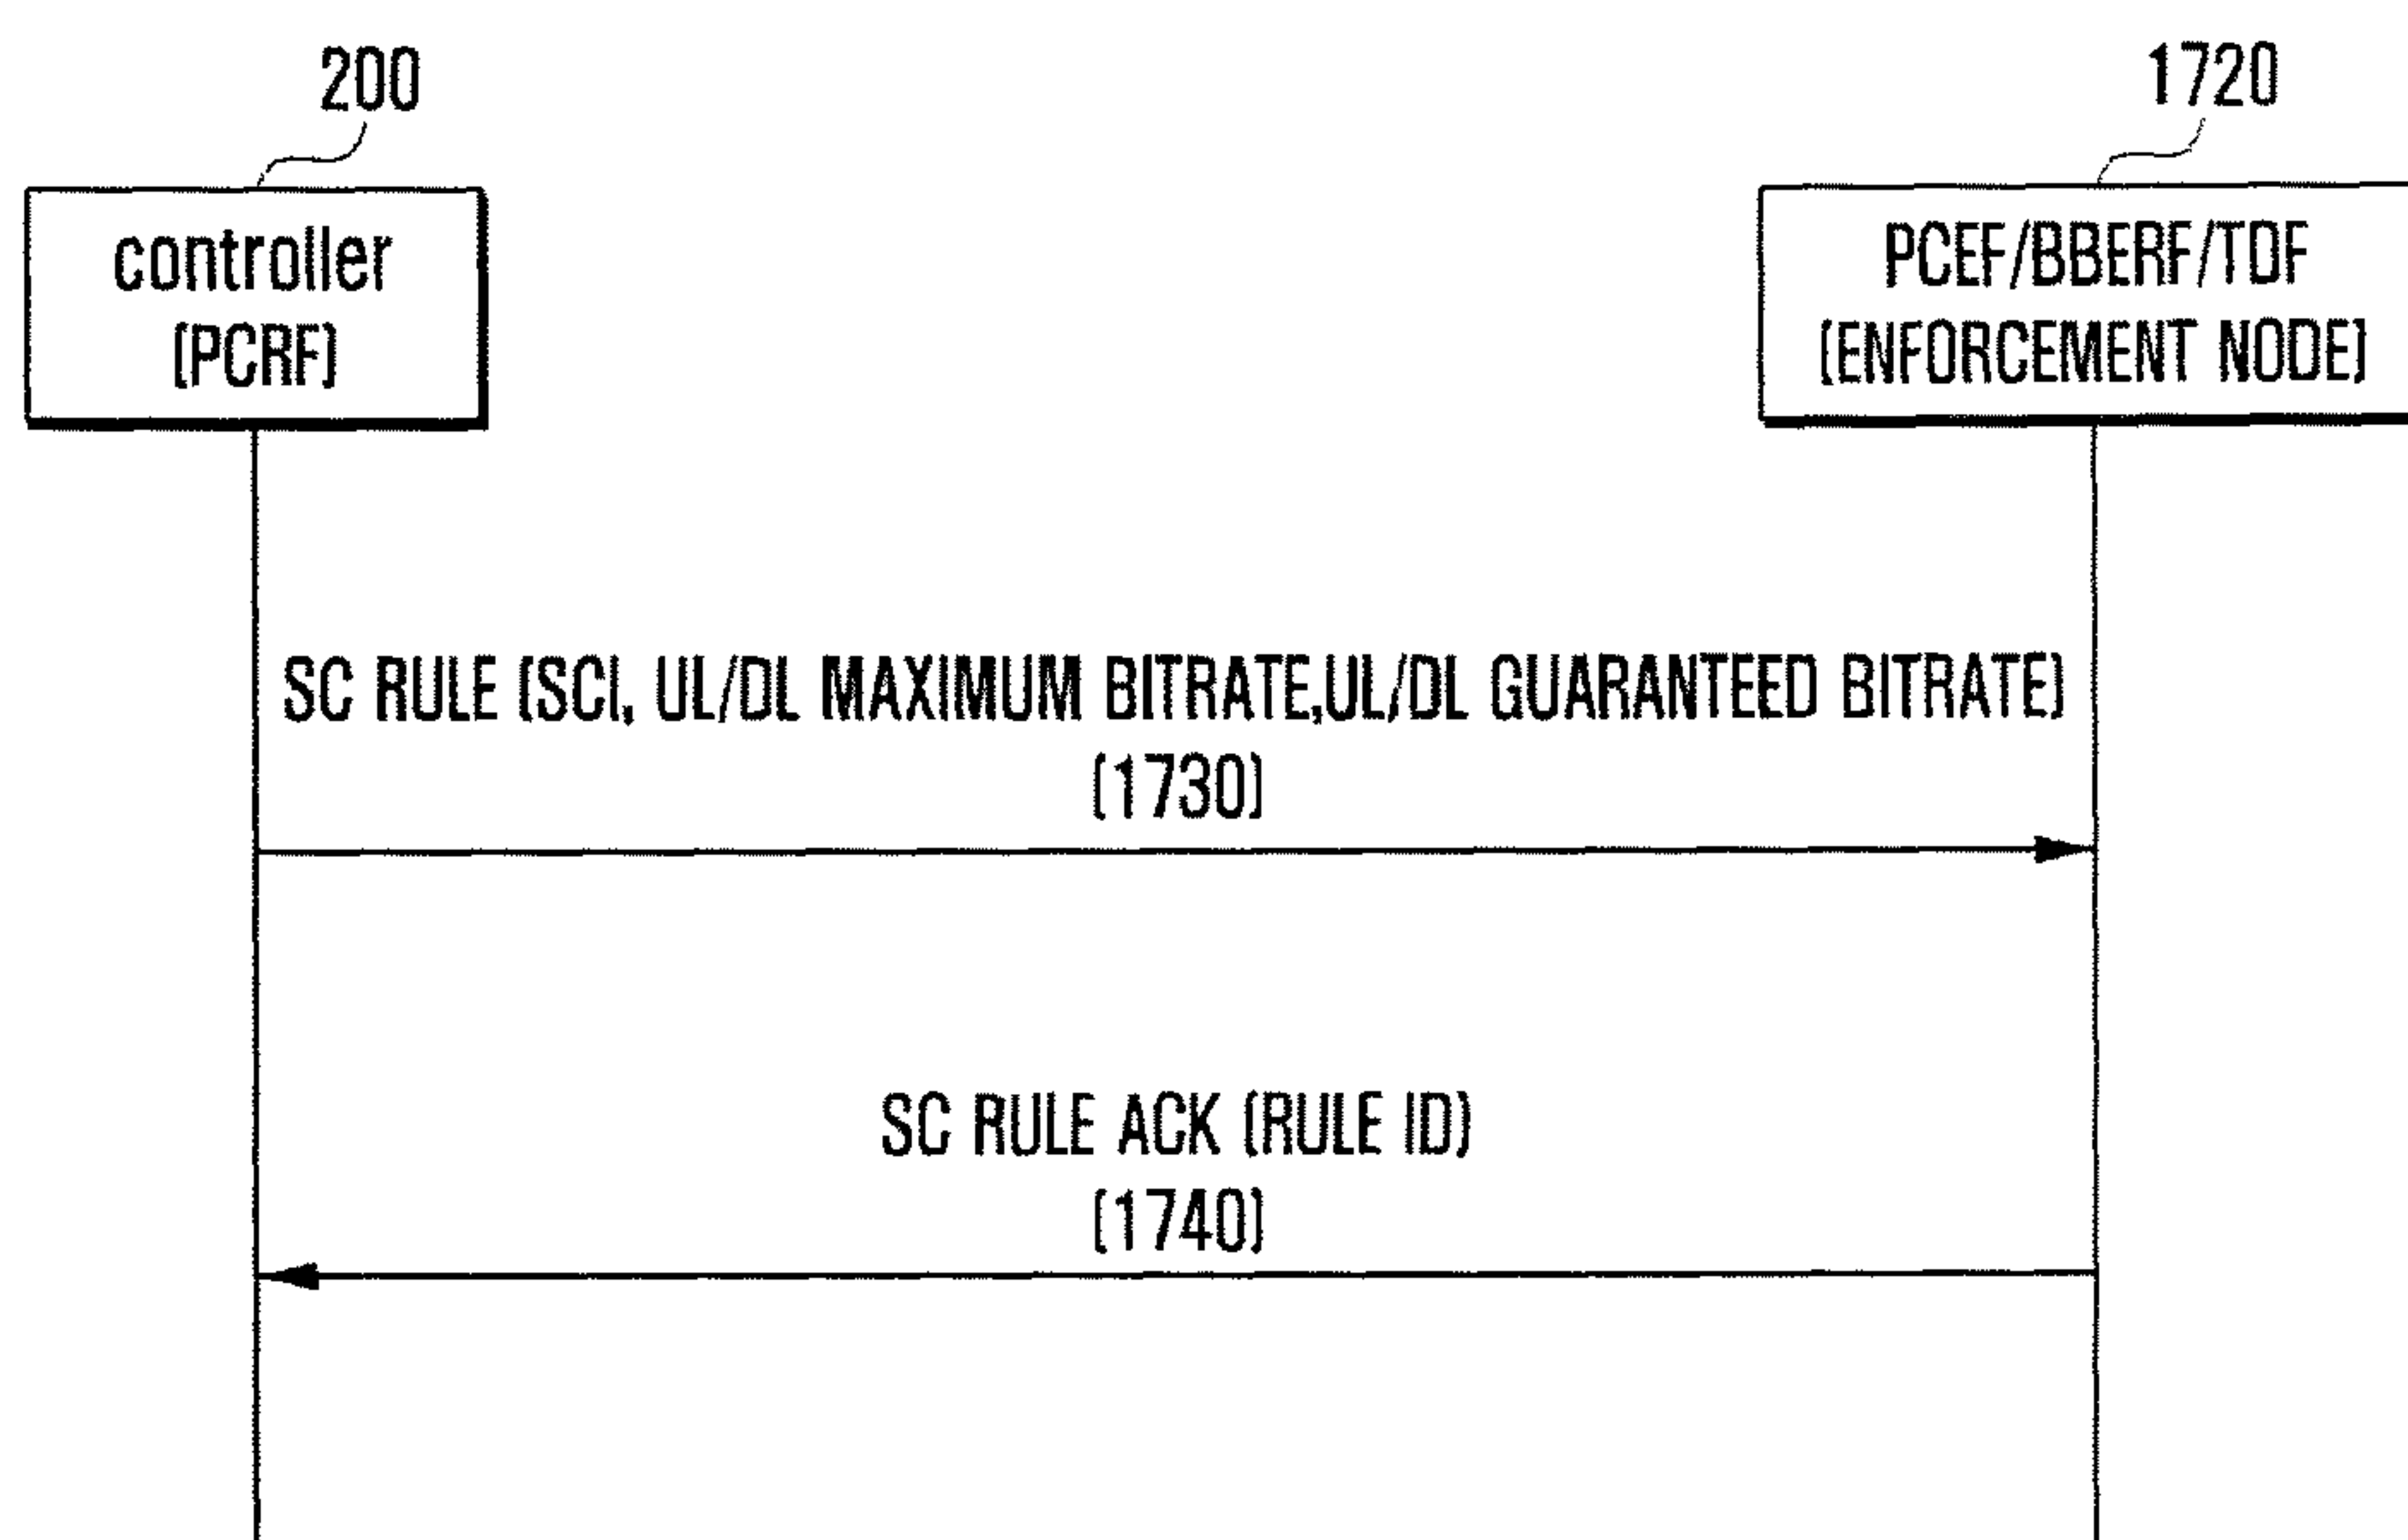 200
1720
controller
(PCRF)
PCEF/BBERF/TDF
(ENFORCEMENT NODE)
SC RULE (SCI, UL/DL MAXIMUM BITRATE,UL/DL GUARANTEED BITRATE)
(1730)
SC RULE ACK (RULE ID)
(1740)